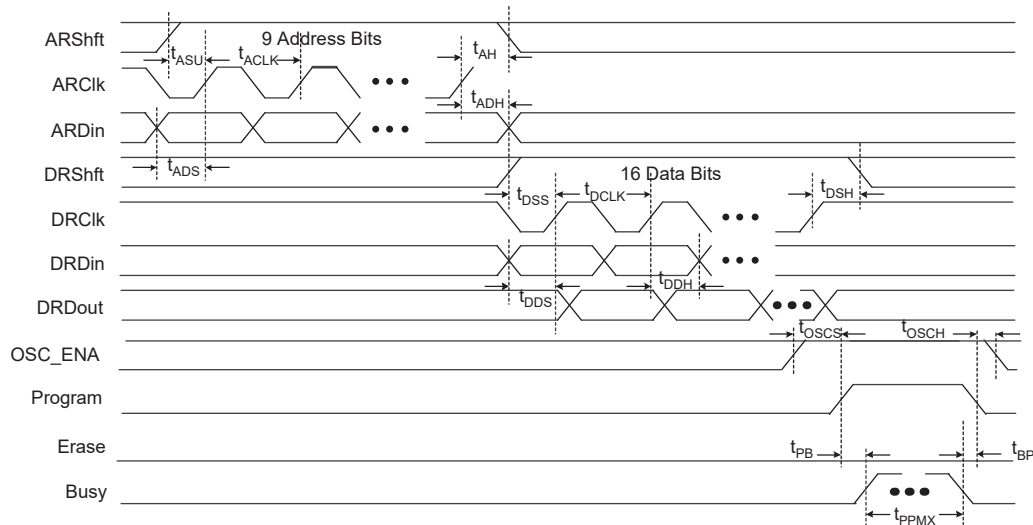 ARShft
9 Address Bits
tASU
tACLK
tAH
ARClk
tADH
ARDin
tADS
DRShft
16 Data Bits
tDSS
tDCLK
tDSH
DRClk
DRDin
tDDS
tDDH
DRDout
tOSCS
tOSCH
OSC_ENA
Program
Erase
tPB
tBP
Busy
tPPMX